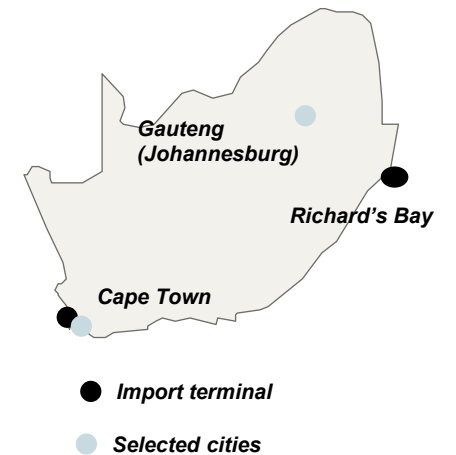 Gauteng
(Johannesburg)
Richard's Bay
Cape Town
Import terminal
Selected cities